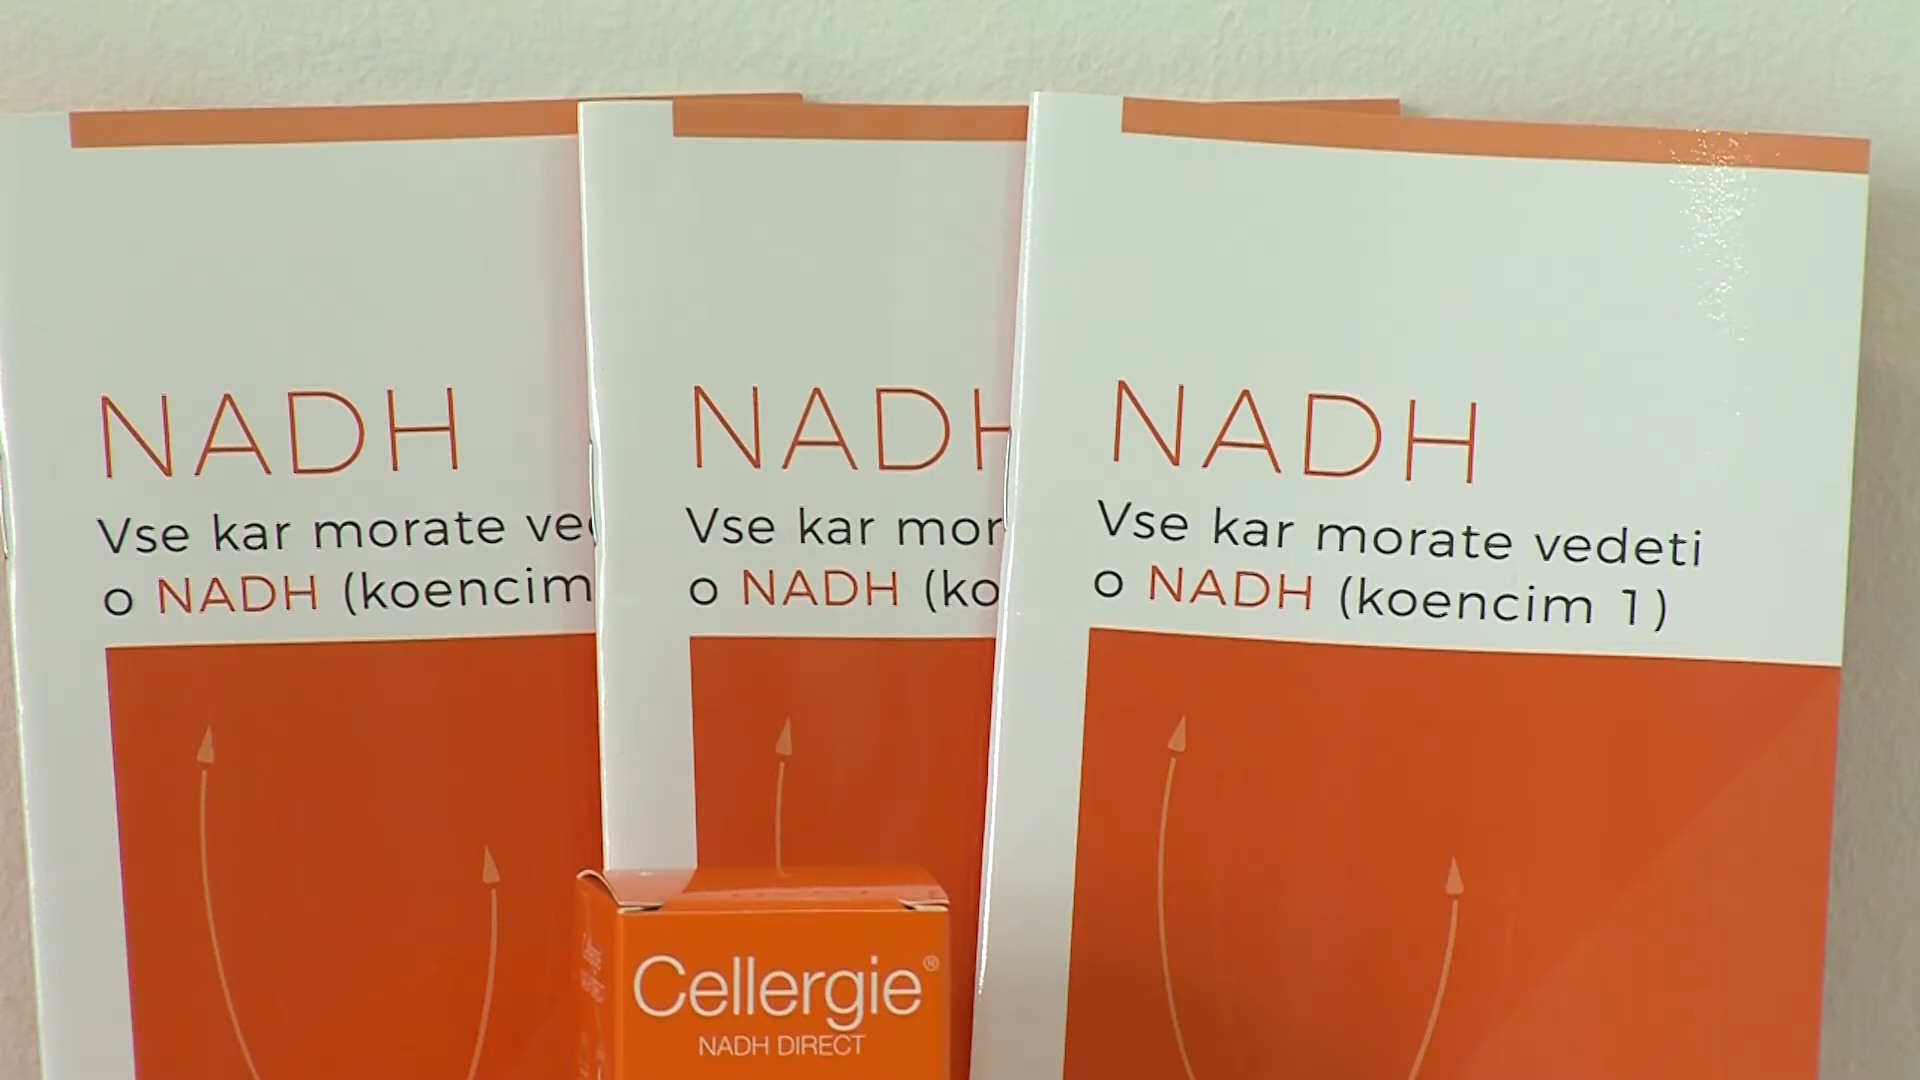 NADH
Vse kar morate ve
o NADH (koencim
NADH
Vse kar mor
o NADH (ko
NADH
Vse kar morate vedeti
o NADH (koencim 1)
Cellergie®
NADH DIRECT